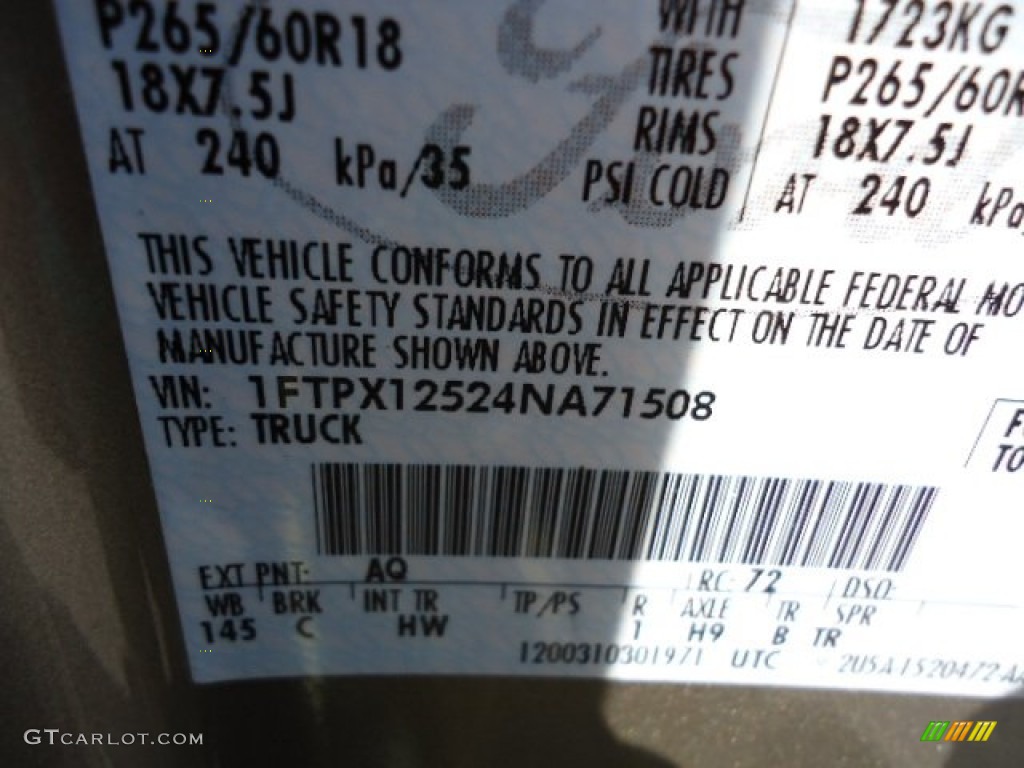 P265/60R18 WITH 1723KG
18X7.5J TIRES P265/60R
AT 240 kPa/35 RIMS 18X7.5J
PSI COLD AT 240 kPa
THIS VEHICLE CONFORMS TO ALL APPLICABLE FEDERAL MO
VEHICLE SAFETY STANDARDS IN EFFECT ON THE DATE OF
MANUFACTURE SHOWN ABOVE.
VIN: 1FTPX12524NA71508
TYPE: TRUCK
F
TO
EXT PNT: AQ RC: 72 DSO:
WB BRK INT TR TP/PS R AXLE TR SPR
145 C HW 1 H9 B TR
1200310301971 UTC
GTCARLOT.COM